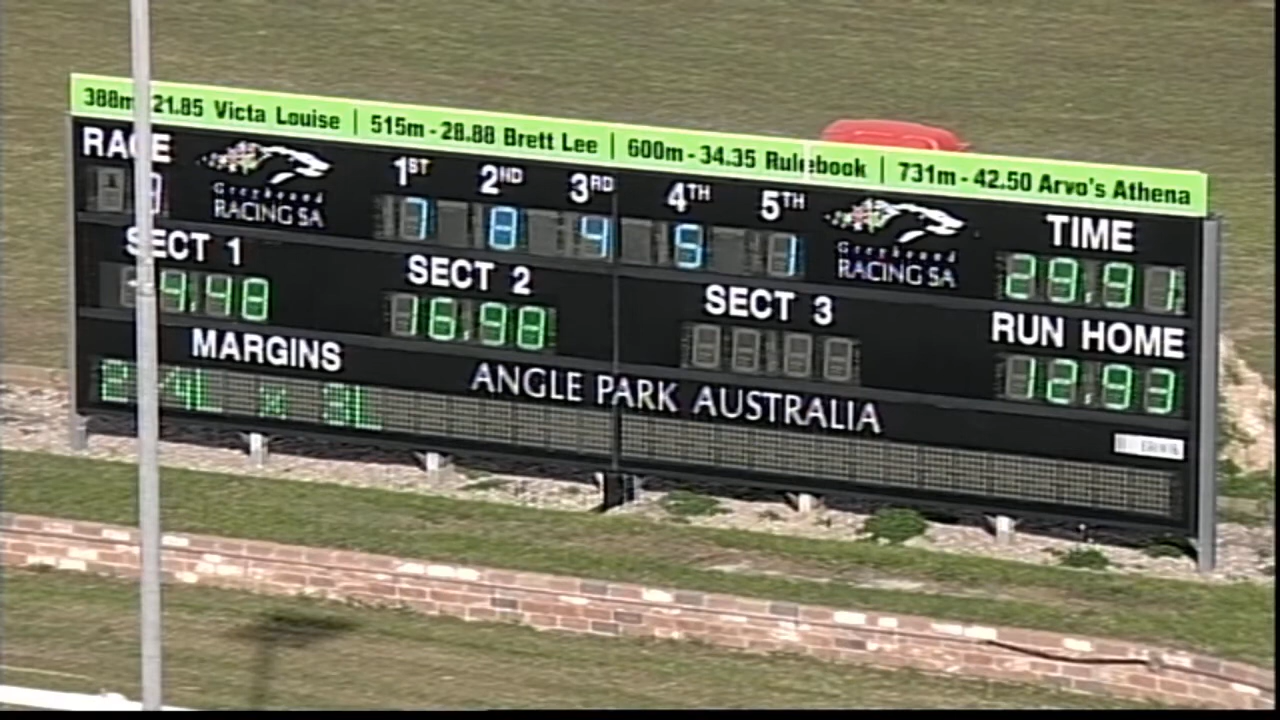 388m - 21.85 Victa Louise | 515m - 28.88 Brett Lee | 600m - 34.35 Rulebook | 731m - 42.50 Arvo's Athena
RACE
Greyhound
RACING SA
1ST 2ND 3RD 4TH 5TH
7 8 4 5 1
Greyhound
RACING SA
TIME
29.91
SECT 1
4.48
SECT 2
16.98
SECT 3
RUN HOME
12.93
MARGINS
4L x 3L
ANGLE PARK AUSTRALIA